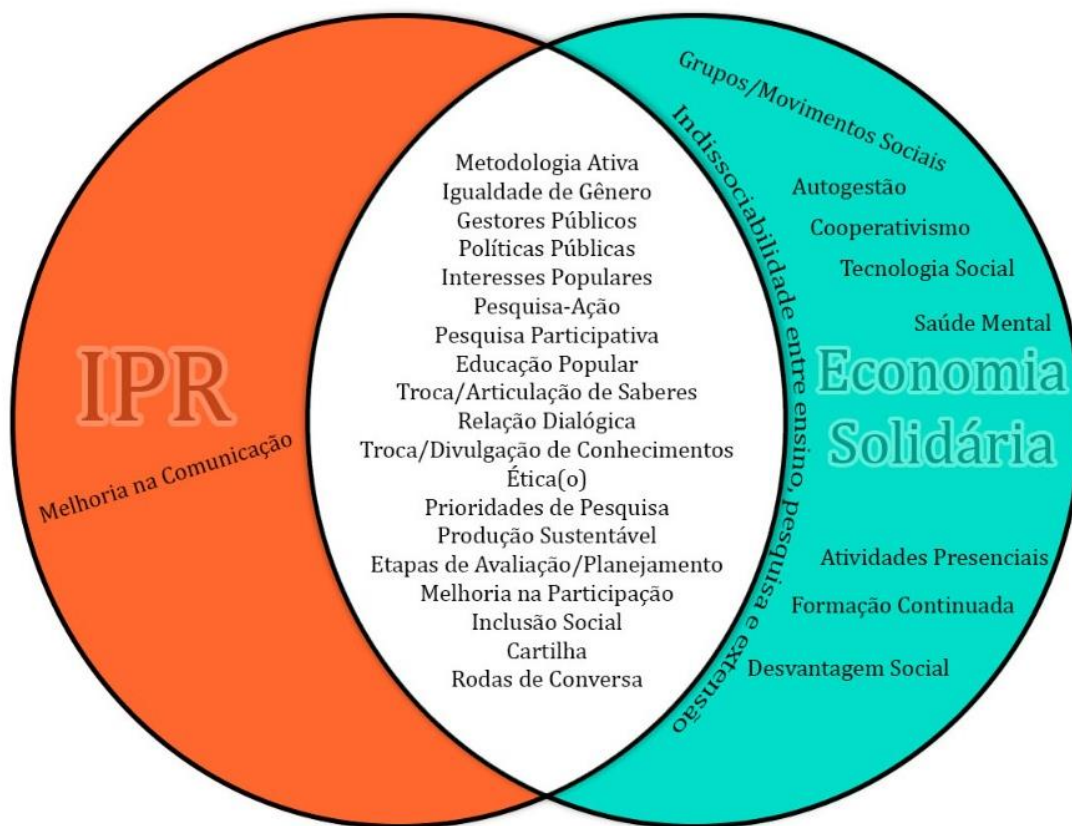 IPR
Melhoria na Comunicação
Metodologia Ativa
Igualdade de Gênero
Gestores Públicos
Políticas Públicas
Interesses Populares
Pesquisa-Ação
Pesquisa Participativa
Educação Popular
Troca/Articulação de Saberes
Relação Dialógica
Troca/Divulgação de Conhecimentos
Ética(o)
Prioridades de Pesquisa
Produção Sustentável
Etapas de Avaliação/Planejamento
Melhoria na Participação
Inclusão Social
Cartilha
Rodas de Conversa
Indissociabilidade entre ensino, pesquisa e extensão
Grupos/Movimentos Sociais
Autogestão
Cooperativismo
Tecnologia Social
Saúde Mental
Economia
Solidária
Atividades Presenciais
Formação Continuada
Desvantagem Social